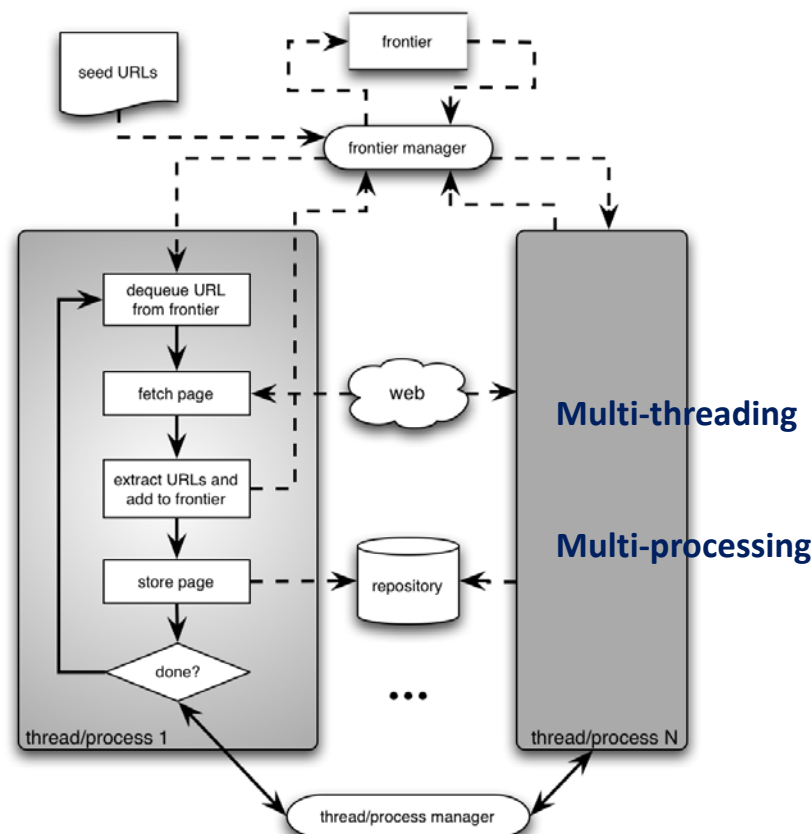 frontier
seed URLs
frontier manager
dequeue URL
from frontier
fetch page
web
Multi-threading
extract URLs and
add to frontier
Multi-processing
store page
repository
done?
...
thread/process 1
thread/process N
thread/process manager